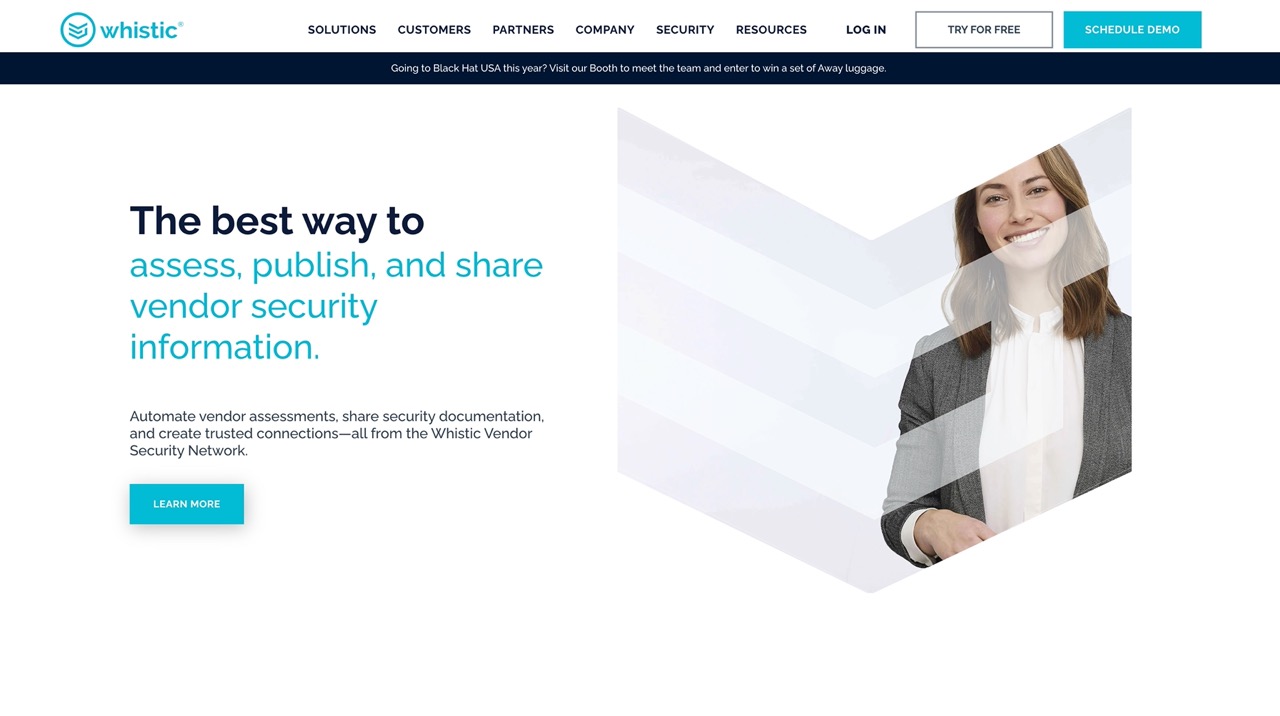 whistic®
SOLUTIONS CUSTOMERS PARTNERS COMPANY SECURITY RESOURCES LOG IN TRY FOR FREE SCHEDULE DEMO
Going to Black Hat USA this year? Visit our Booth to meet the team and enter to win a set of Away luggage.
The best way to
assess, publish, and share
vendor security
information.
Automate vendor assessments, share security documentation,
and create trusted connections—all from the Whistic Vendor
Security Network.
LEARN MORE